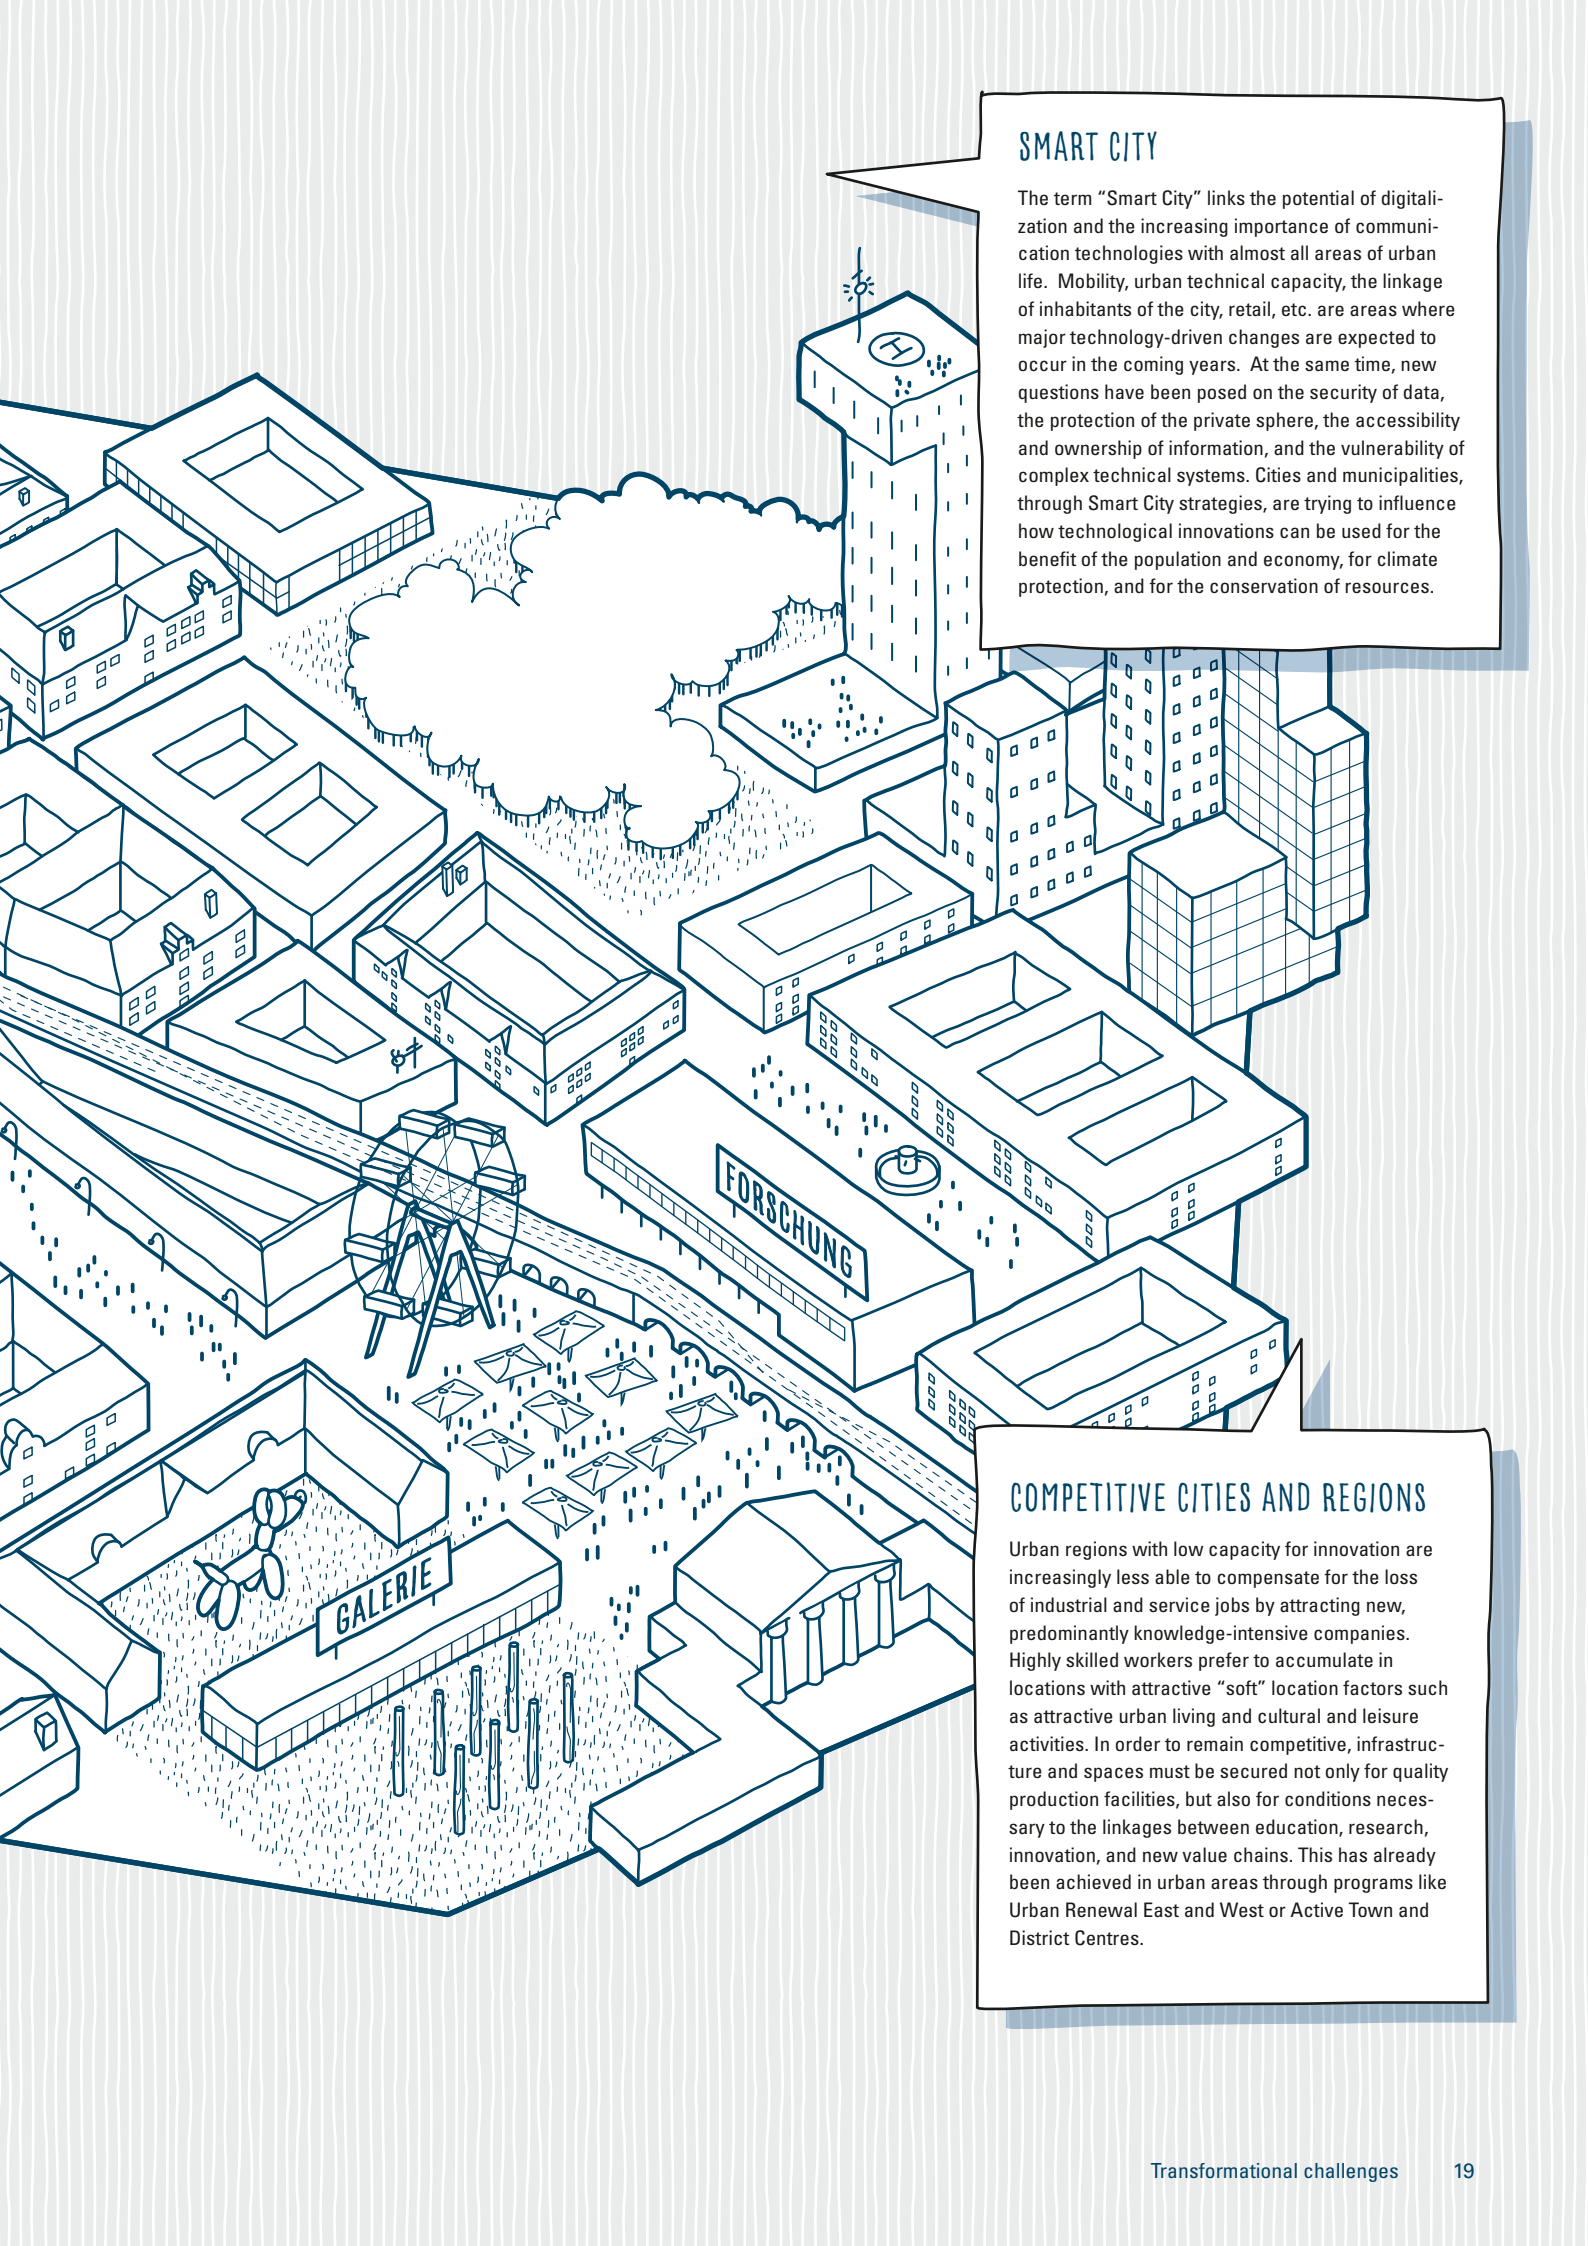 SMART CITY
The term “Smart City” links the potential of digitali-
zation and the increasing importance of communi-
cation technologies with almost all areas of urban
life.  Mobility, urban technical capacity, the linkage
of inhabitants of the city, retail, etc. are areas where
major technology-driven changes are expected to
occur in the coming years.  At the same time, new
questions have been posed on the security of data,
the protection of the private sphere, the accessibility
and ownership of information, and the vulnerability of
complex technical systems. Cities and municipalities,
through Smart City strategies, are trying to influence
how technological innovations can be used for the
benefit of the population and economy, for climate
protection, and for the conservation of resources.
H
FORSCHUNG
GALERIE
COMPETITIVE CITIES AND REGIONS
Urban regions with low capacity for innovation are
increasingly less able to compensate for the loss
of industrial and service jobs by attracting new,
predominantly knowledge-intensive companies.
Highly skilled workers prefer to accumulate in
locations with attractive “soft” location factors such
as attractive urban living and cultural and leisure
activities. In order to remain competitive, infrastruc-
ture and spaces must be secured not only for quality
production facilities, but also for conditions neces-
sary to the linkages between education, research,
innovation, and new value chains. This has already
been achieved in urban areas through programs like
Urban Renewal East and West or Active Town and
District Centres.
Transformational challenges 19